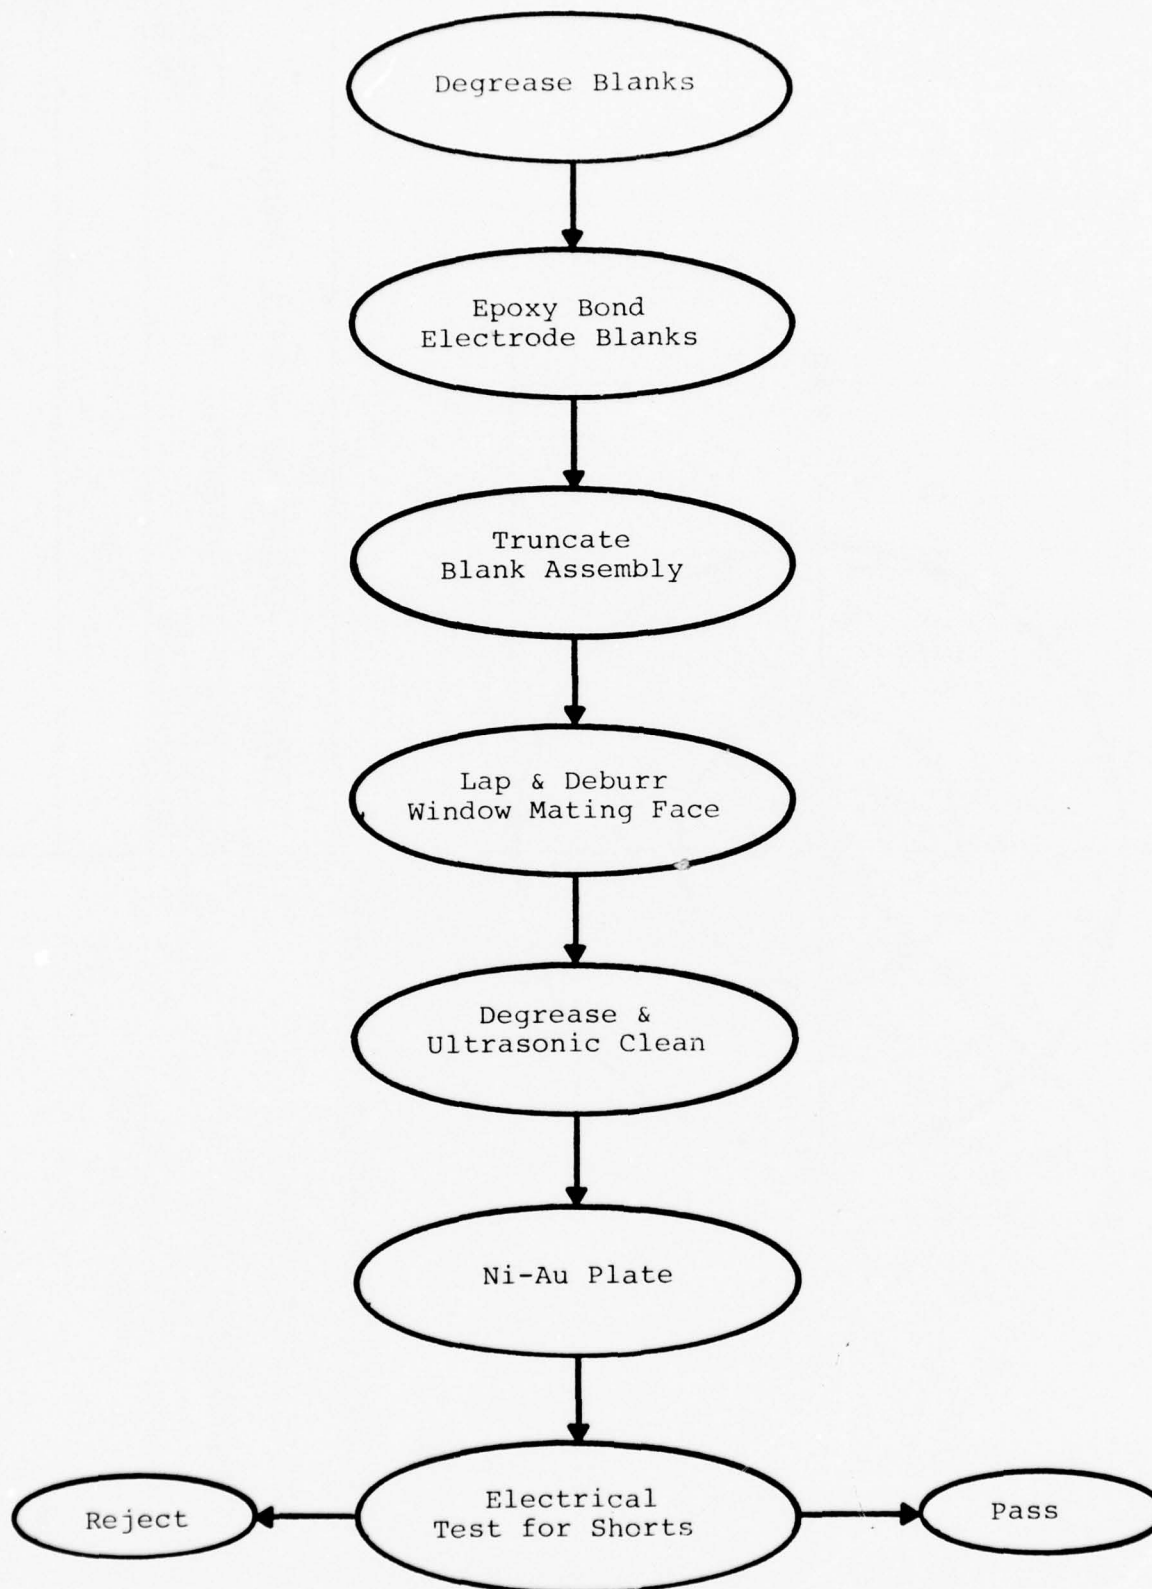 Degrease Blanks
Epoxy Bond
Electrode Blanks
Truncate
Blank Assembly
Lap & Deburr
Window Mating Face
Degrease &
Ultrasonic Clean
Ni-Au Plate
Electrical
Test for Shorts
Reject
Pass